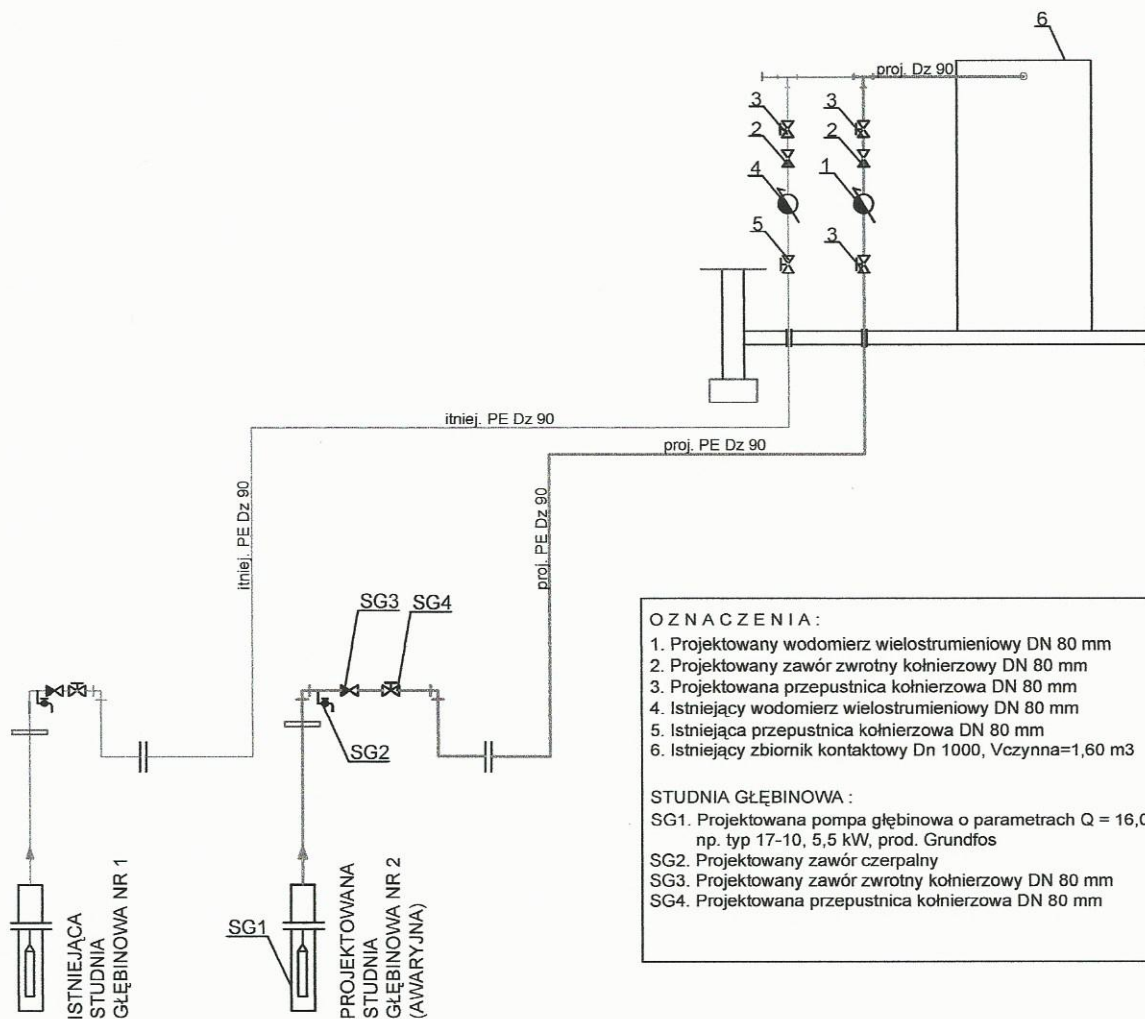 6
proj. Dz 90
3
3
2
2
4
1
5
3
itniej. PE Dz 90
proj. PE Dz 90
itniej. PE Dz 90
proj. PE Dz 90
SG3
SG4
SG2
SG1
ISTNIEJĄCA
STUDNIA
GŁĘBINOWA NR 1
PROJEKTOWANA
STUDNIA
GŁĘBINOWA NR 2
(AWARYJNA)
OZNACZENIA :
1. Projektowany wodomierz wielostrumieniowy DN 80 mm
2. Projektowany zawór zwrotny kołnierzowy DN 80 mm
3. Projektowana przepustnica kołnierzowa DN 80 mm
4. Istniejący wodomierz wielostrumieniowy DN 80 mm
5. Istniejąca przepustnica kołnierzowa DN 80 mm
6. Istniejący zbiornik kontaktowy Dn 1000, Vczynna=1,60 m3
STUDNIA GŁĘBINOWA :
SG1. Projektowana pompa głębinowa o parametrach Q = 16,0
np. typ 17-10, 5,5 kW, prod. Grundfos
SG2. Projektowany zawór czerpalny
SG3. Projektowany zawór zwrotny kołnierzowy DN 80 mm
SG4. Projektowana przepustnica kołnierzowa DN 80 mm